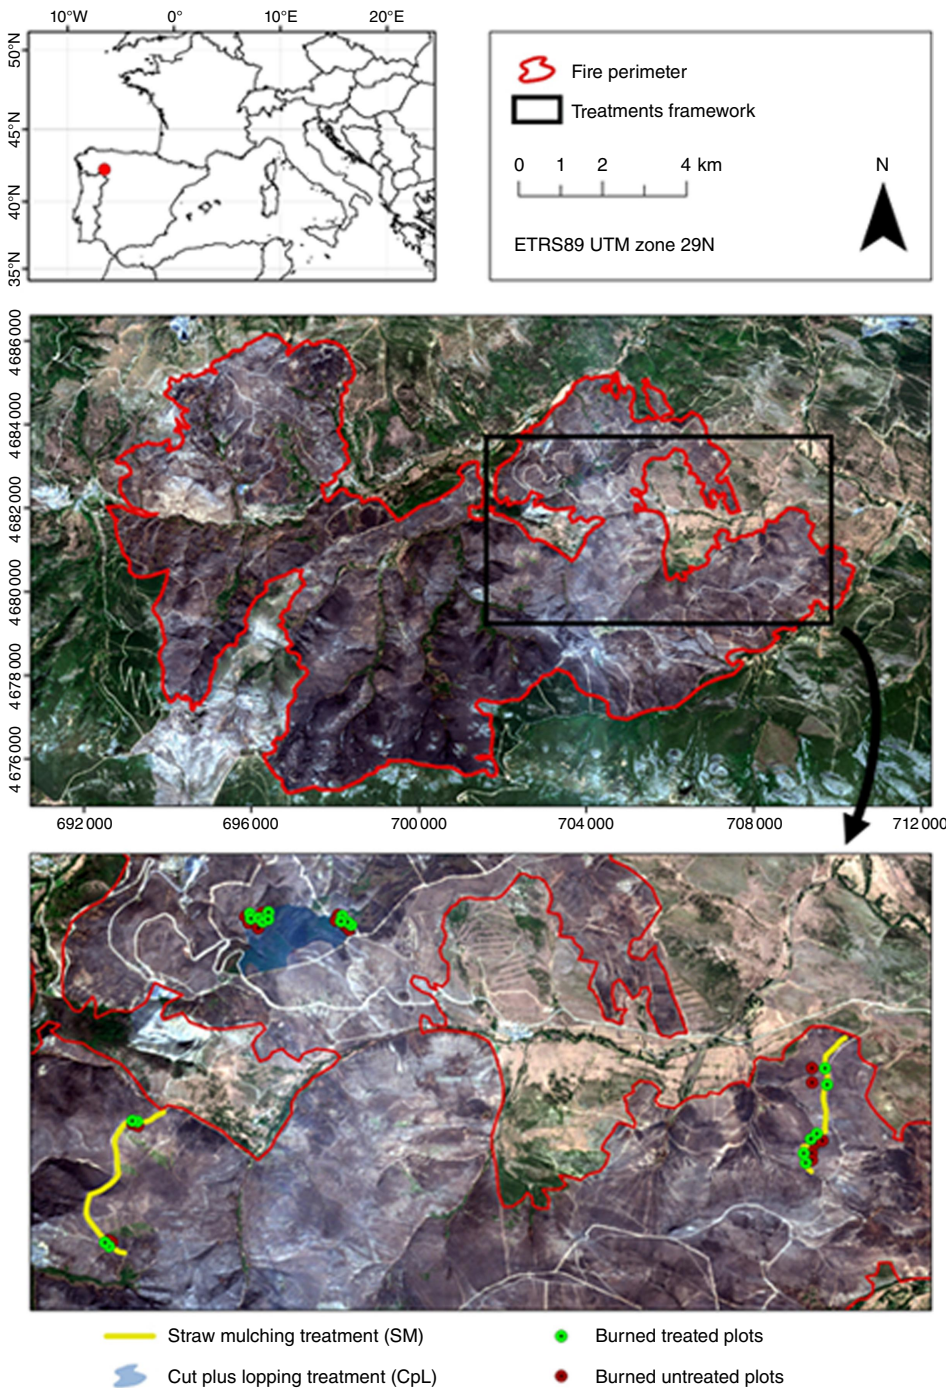 10°W 0° 10°E 20°E
50°N
45°N
40°N
35°N
Fire perimeter
Treatments framework
0 1 2 4 km
N
ETRS89 UTM zone 29N
4 686 000
4 684 000
4 682 000
4 680 000
4 678 000
4 676 000
692 000 696 000 700 000 704 000 708 000 712 000
Straw mulching treatment (SM)
Burned treated plots
Cut plus lopping treatment (CpL)
Burned untreated plots